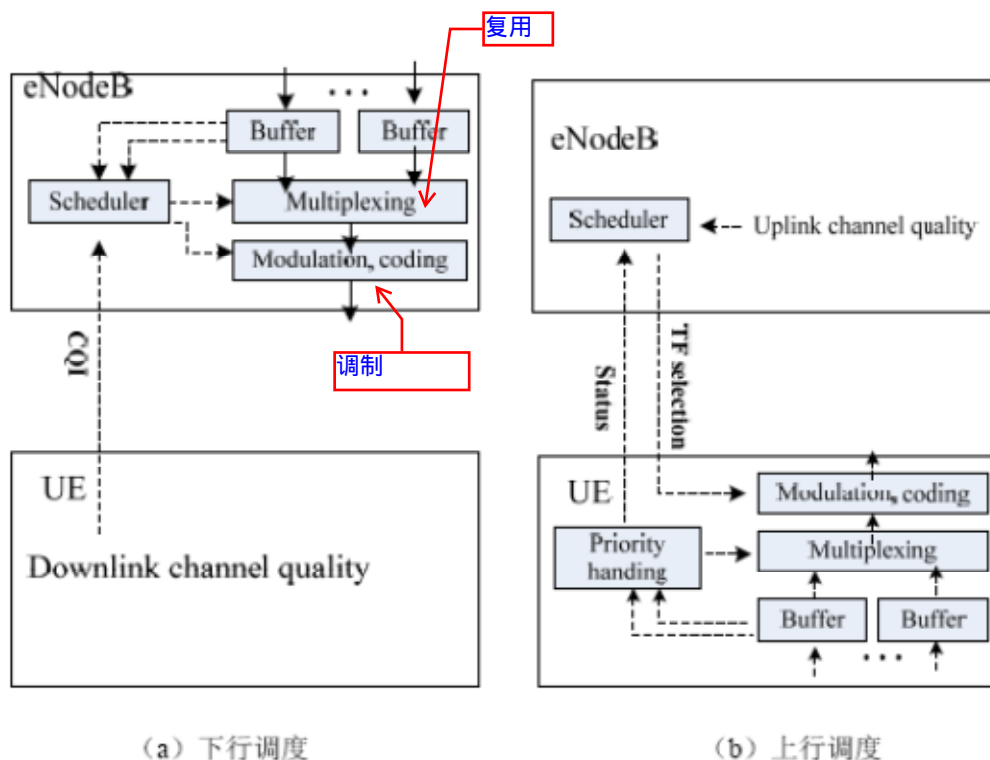 复用
eNodeB
...
Buffer
Buffer
Scheduler
Multiplexing
Modulation, coding
调制
CQI
UE
Downlink channel quality
(a) 下行调度
eNodeB
Scheduler
Uplink channel quality
Status
TF selection
UE
Modulation, coding
Priority
handing
Multiplexing
Buffer
Buffer
...
(b) 上行调度